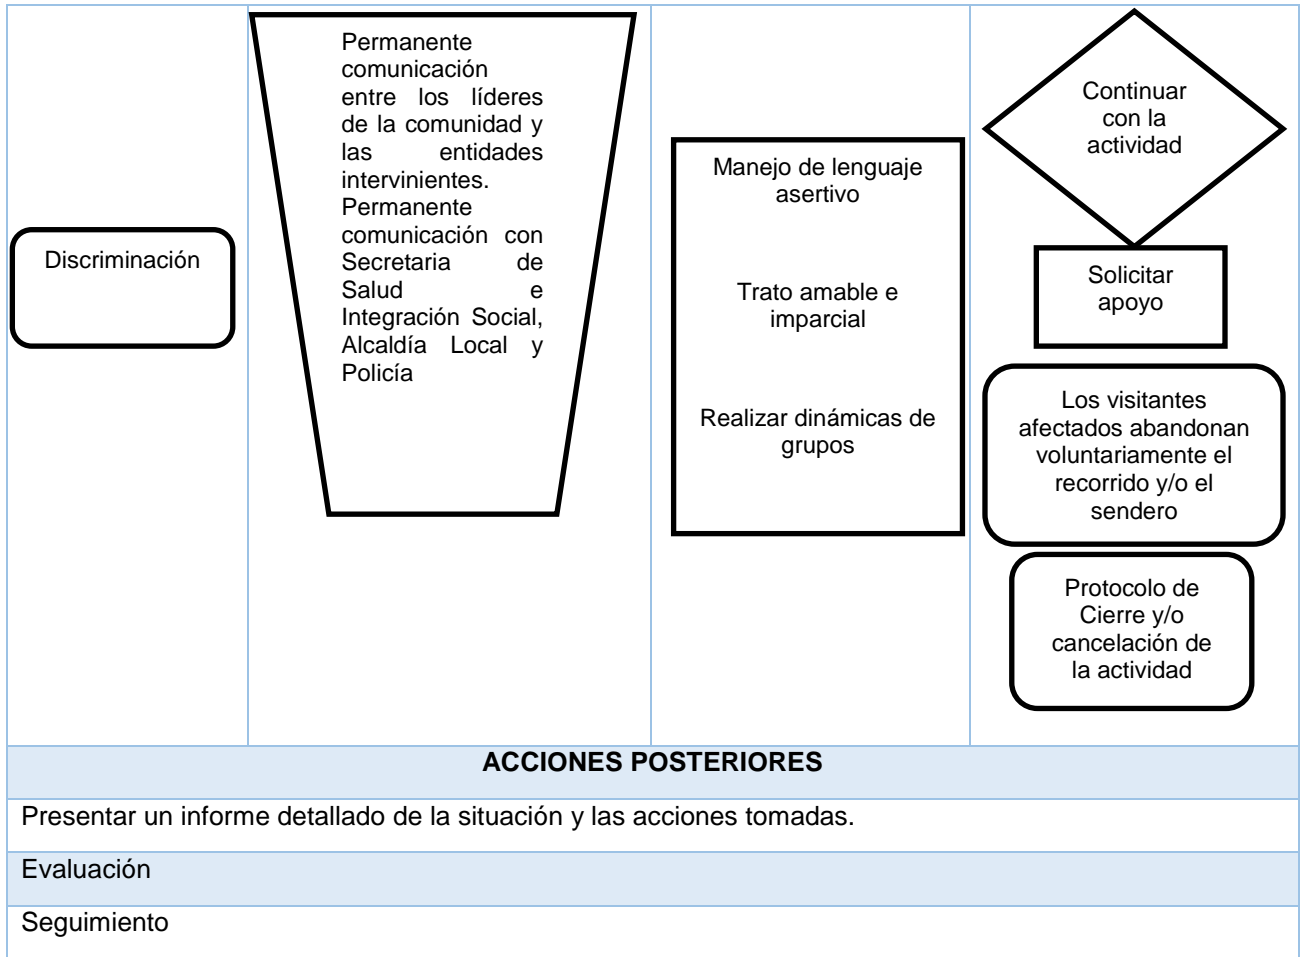 Discriminación
Permanente
comunicación
entre los líderes
de la comunidad y
las entidades
intervinientes.
Permanente
comunicación con
Secretaria de
Salud e
Integración Social,
Alcaldía Local y
Policía
Manejo de lenguaje
asertivo
Trato amable e
imparcial
Realizar dinámicas de
grupos
Continuar
con la
actividad
Solicitar
apoyo
Los visitantes
afectados abandonan
voluntariamente el
recorrido y/o el
sendero
Protocolo de
Cierre y/o
cancelación de
la actividad
ACCIONES POSTERIORES
Presentar un informe detallado de la situación y las acciones tomadas.
Evaluación
Seguimiento